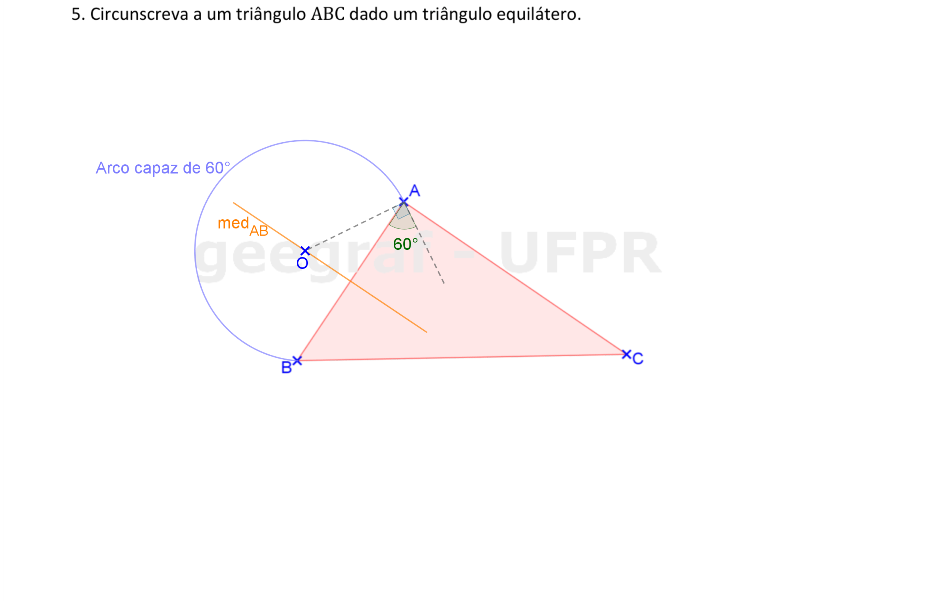 5. Circunscreva a um triângulo ABC dado um triângulo equilátero.
Arco capaz de 60°
A
med AB
60°
geegraf - UFPR
O
B
C